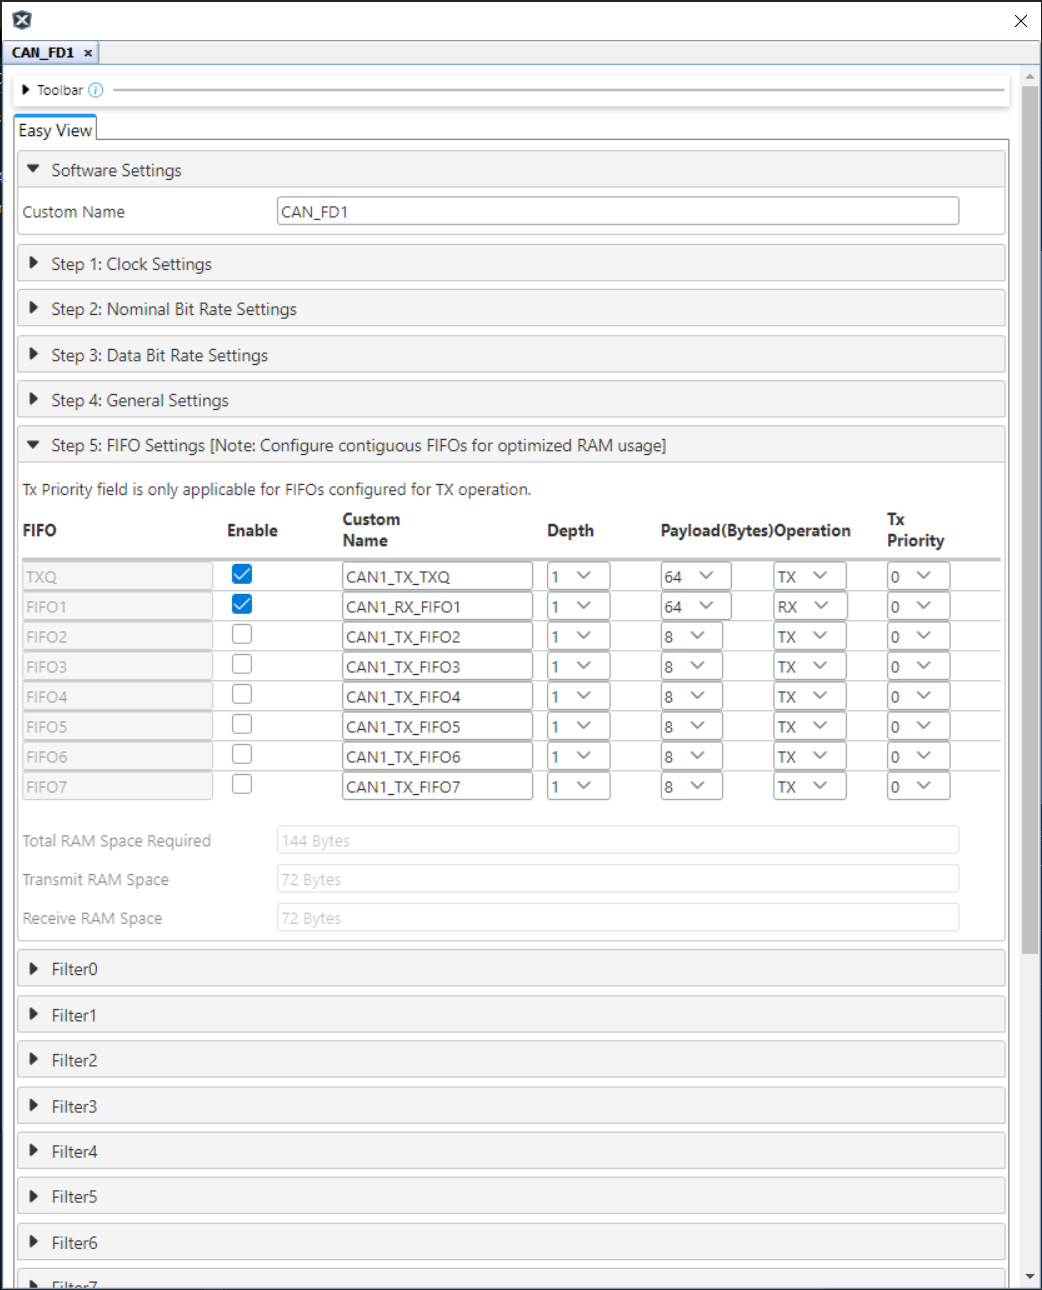 CAN_FD1 ×
Toolbar
Easy View
Software Settings
Custom Name CAN_FD1
Step 1: Clock Settings
Step 2: Nominal Bit Rate Settings
Step 3: Data Bit Rate Settings
Step 4: General Settings
Step 5: FIFO Settings [Note: Configure contiguous FIFOs for optimized RAM usage]
Tx Priority field is only applicable for FIFOs configured for TX operation.
FIFO Enable Custom Name Depth Payload(Bytes) Operation Tx Priority
TXQ CAN1_TX_TXQ 1 64 TX 0
FIFO1 CAN1_RX_FIFO1 1 64 RX 0
FIFO2 CAN1_TX_FIFO2 1 8 TX 0
FIFO3 CAN1_TX_FIFO3 1 8 TX 0
FIFO4 CAN1_TX_FIFO4 1 8 TX 0
FIFO5 CAN1_TX_FIFO5 1 8 TX 0
FIFO6 CAN1_TX_FIFO6 1 8 TX 0
FIFO7 CAN1_TX_FIFO7 1 8 TX 0
Total RAM Space Required 144 Bytes
Transmit RAM Space 72 Bytes
Receive RAM Space 72 Bytes
Filter0
Filter1
Filter2
Filter3
Filter4
Filter5
Filter6
Filter7